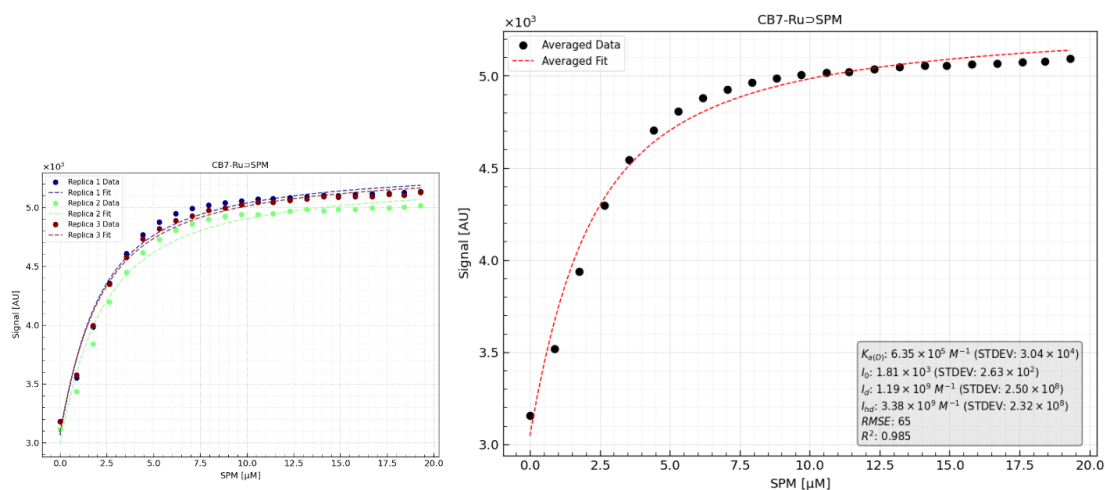 CB7-Ru⊃SPM
×10³
Replica 1 Data
Replica 1 Fit
Replica 2 Data
Replica 2 Fit
Replica 3 Data
Replica 3 Fit
5.0
4.5
4.0
3.5
3.0
Signal [AU]
0.0 2.5 5.0 7.5 10.0 12.5 15.0 17.5 20.0
SPM [µM]
CB7-Ru⊃SPM
×10³
Averaged Data
Averaged Fit
5.0
4.5
4.0
3.5
3.0
Signal [AU]
K_a(D): 6.35 × 10⁵ M⁻¹ (STDEV: 3.04 × 10⁴)
I₀: 1.81 × 10³ (STDEV: 2.63 × 10²)
I_d: 1.19 × 10⁹ M⁻¹ (STDEV: 2.50 × 10⁸)
I_hd: 3.38 × 10⁹ M⁻¹ (STDEV: 2.32 × 10⁸)
RMSE: 65
R²: 0.985
0.0 2.5 5.0 7.5 10.0 12.5 15.0 17.5 20.0
SPM [µM]